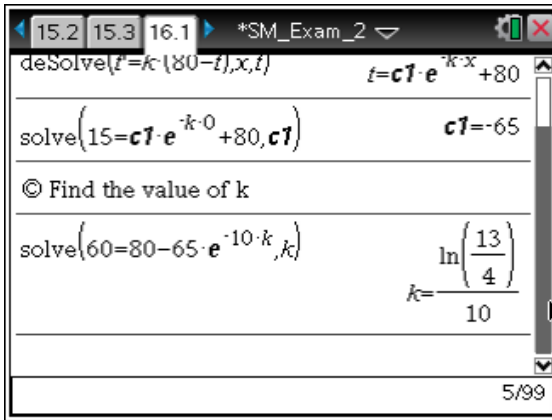 15.2 15.3 16.1 *SM_Exam_2
deSolve(t'=k·(80−t),x,t) t=c1·e^-k·x+80
solve(15=c1·e^-k·0+80,c1) c1=-65
© Find the value of k
solve(60=80−65·e^-10·k,k) k=ln(13/4)/10
5/99